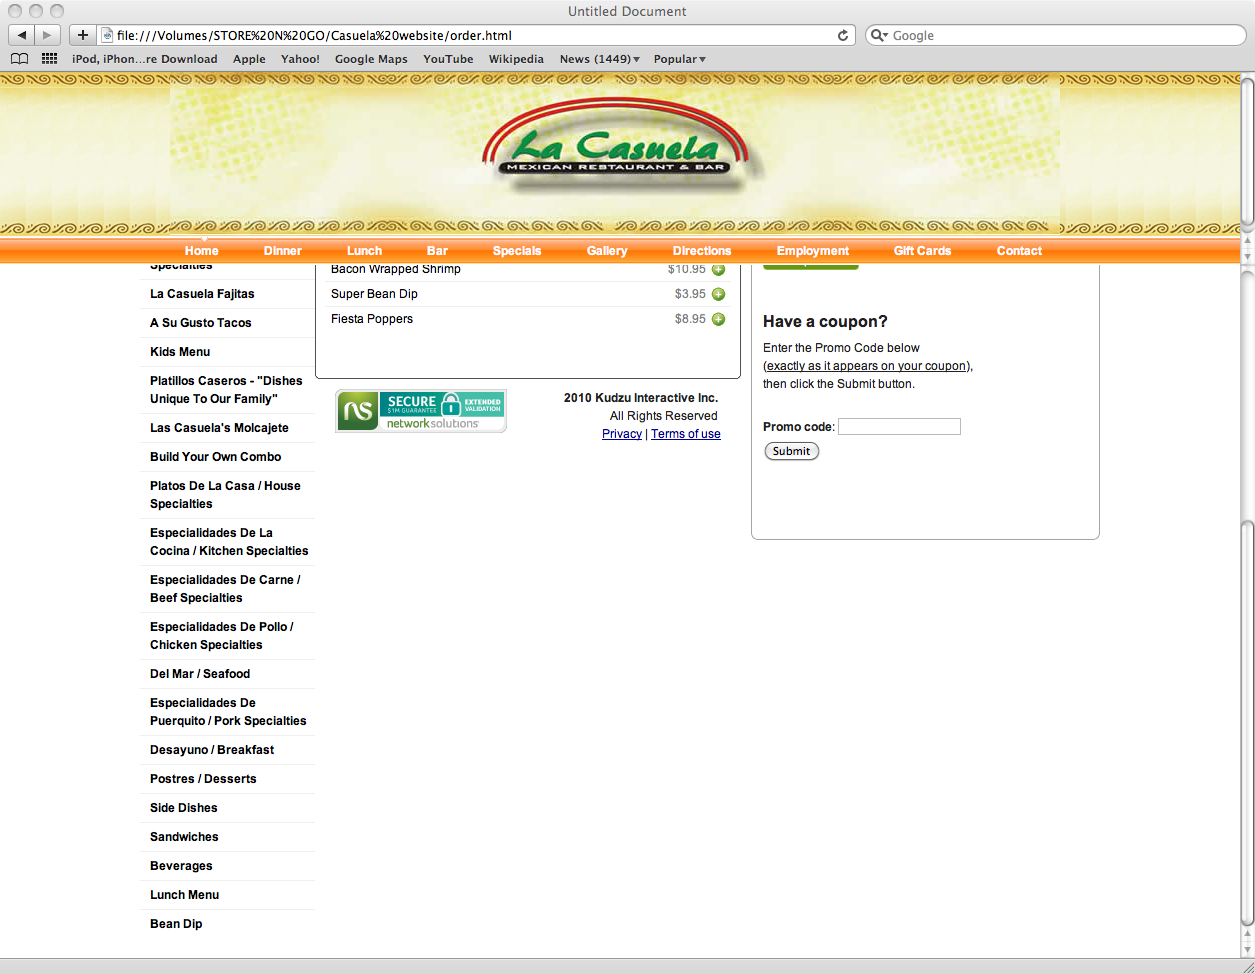 Untitled Document
file:///Volumes/STORE%20N%20GO/Casuela%20website/order.html
Google
iPod, iPhon...re Download Apple Yahoo! Google Maps YouTube Wikipedia News (1449) Popular
La Casuela
MEXICAN RESTAURANT & BAR
Home Dinner Lunch Bar Specials Gallery Directions Employment Gift Cards Contact
Specialties
La Casuela Fajitas
A Su Gusto Tacos
Kids Menu
Platillos Caseros - "Dishes
Unique To Our Family"
Las Casuela's Molcajete
Build Your Own Combo
Platos De La Casa / House
Specialties
Especialidades De La
Cocina / Kitchen Specialties
Especialidades De Carne /
Beef Specialties
Especialidades De Pollo /
Chicken Specialties
Del Mar / Seafood
Especialidades De
Puerquito / Pork Specialties
Desayuno / Breakfast
Postres / Desserts
Side Dishes
Sandwiches
Beverages
Lunch Menu
Bean Dip
Bacon Wrapped Shrimp $10.95
Super Bean Dip $3.95
Fiesta Poppers $8.95
ns SECURE EXTENDED
$1M GUARANTEE VALIDATION
networksolutions
2010 Kudzu Interactive Inc.
All Rights Reserved
Privacy | Terms of use
Have a coupon?
Enter the Promo Code below
(exactly as it appears on your coupon),
then click the Submit button.
Promo code:
Submit